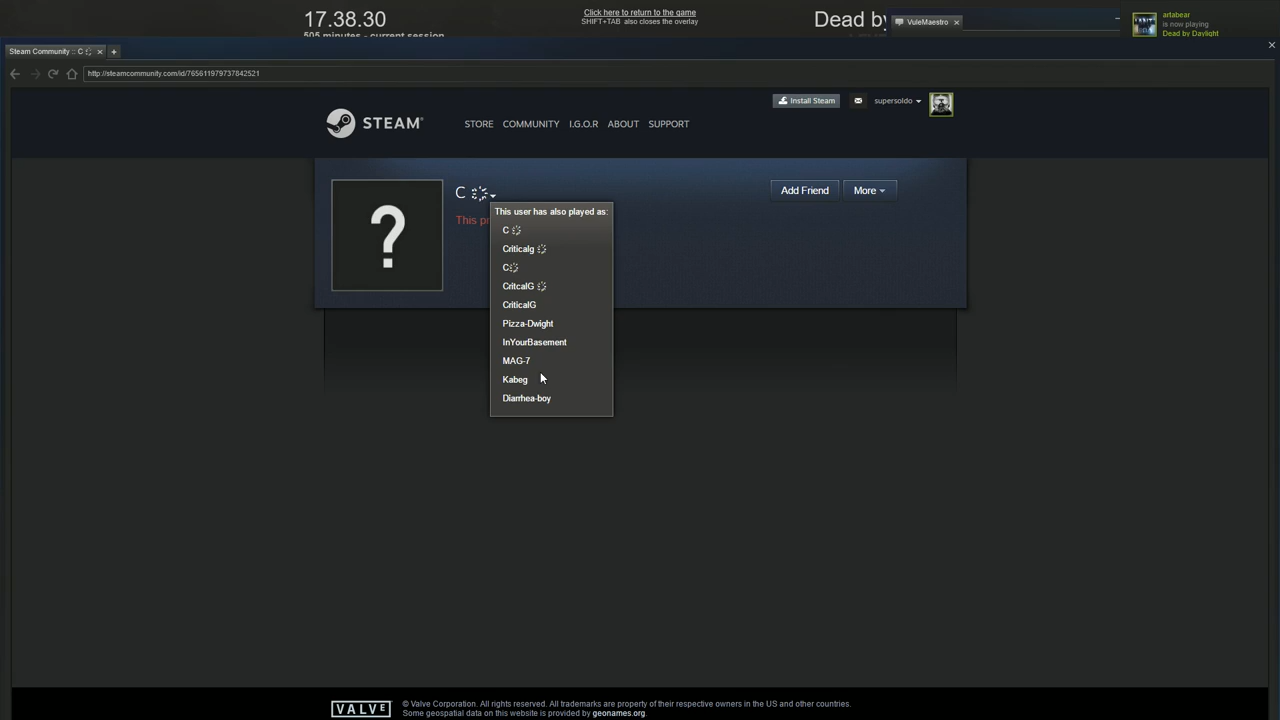 17.38.30
505 minutes - current session
Click here to return to the game
SHIFT+TAB also closes the overlay
Dead by
VuleMaestro
artabear
is now playing
Dead by Daylight
Steam Community :: C
http://steamcommunity.com/id/765611979737842521
Install Steam
supersoldo
STEAM
STORE COMMUNITY I.G.O.R ABOUT SUPPORT
C
Add Friend
More
This pr
This user has also played as:
C
Criticalg
C
CritcalG
CriticalG
Pizza-Dwight
InYourBasement
MAG-7
Kabeg
Diarrhea-boy
VALVE
© Valve Corporation. All rights reserved. All trademarks are property of their respective owners in the US and other countries.
Some geospatial data on this website is provided by geonames.org.